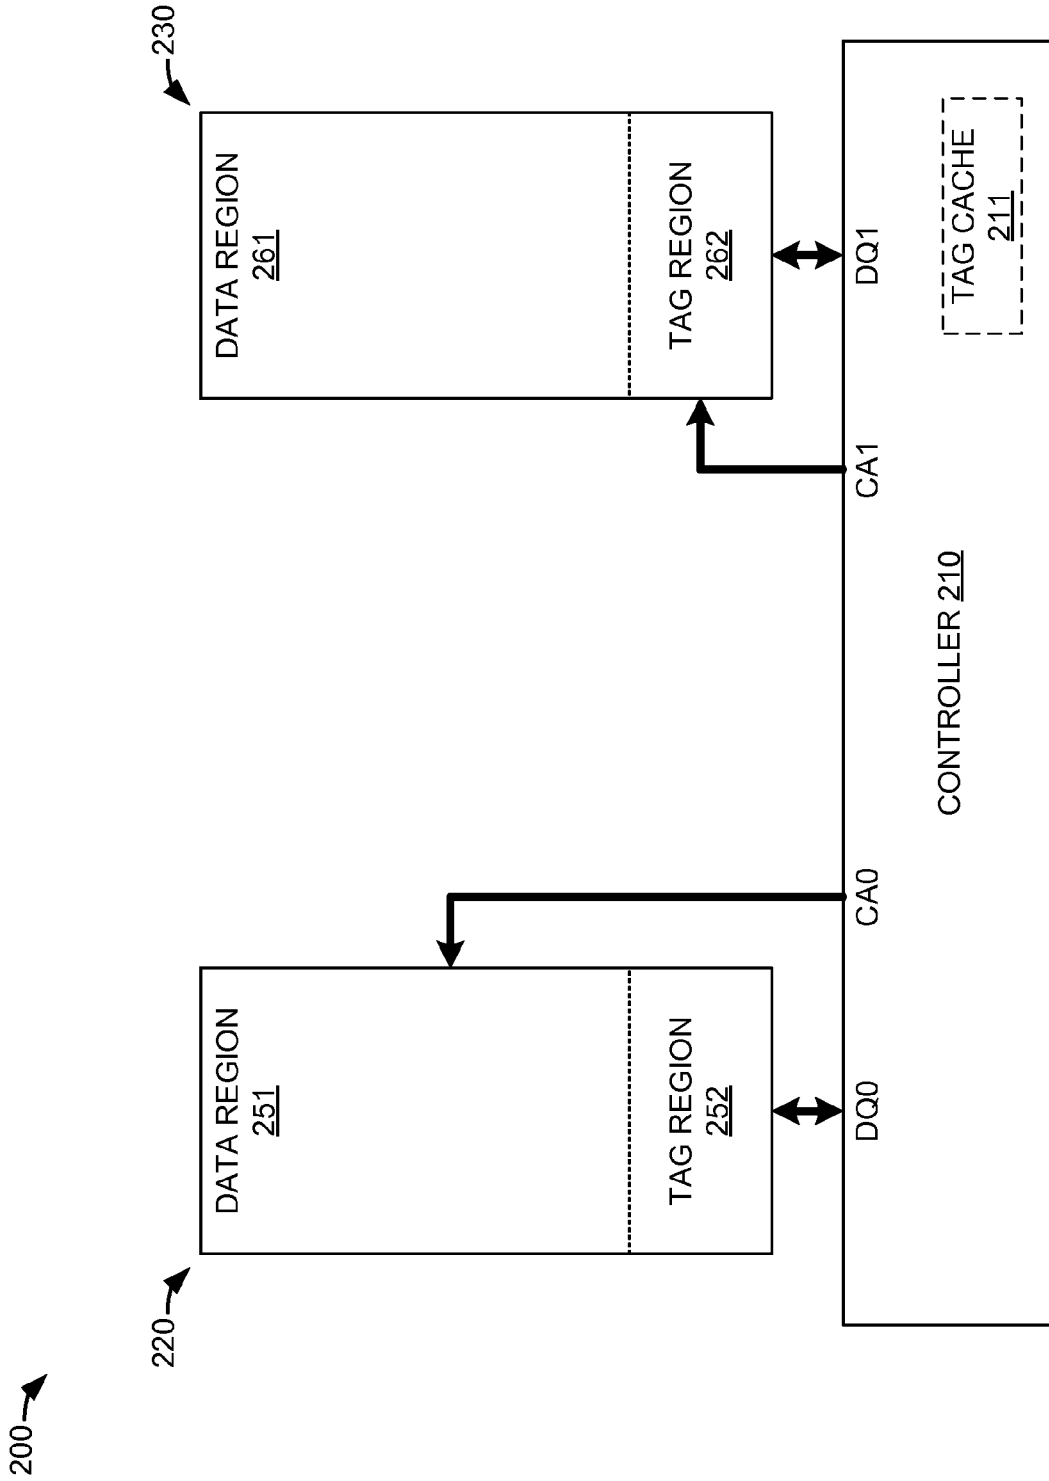 200
220
230
DATA REGION
251
TAG REGION
252
DATA REGION
261
TAG REGION
262
DQ0
CA0
CA1
DQ1
CONTROLLER 210
TAG CACHE
211